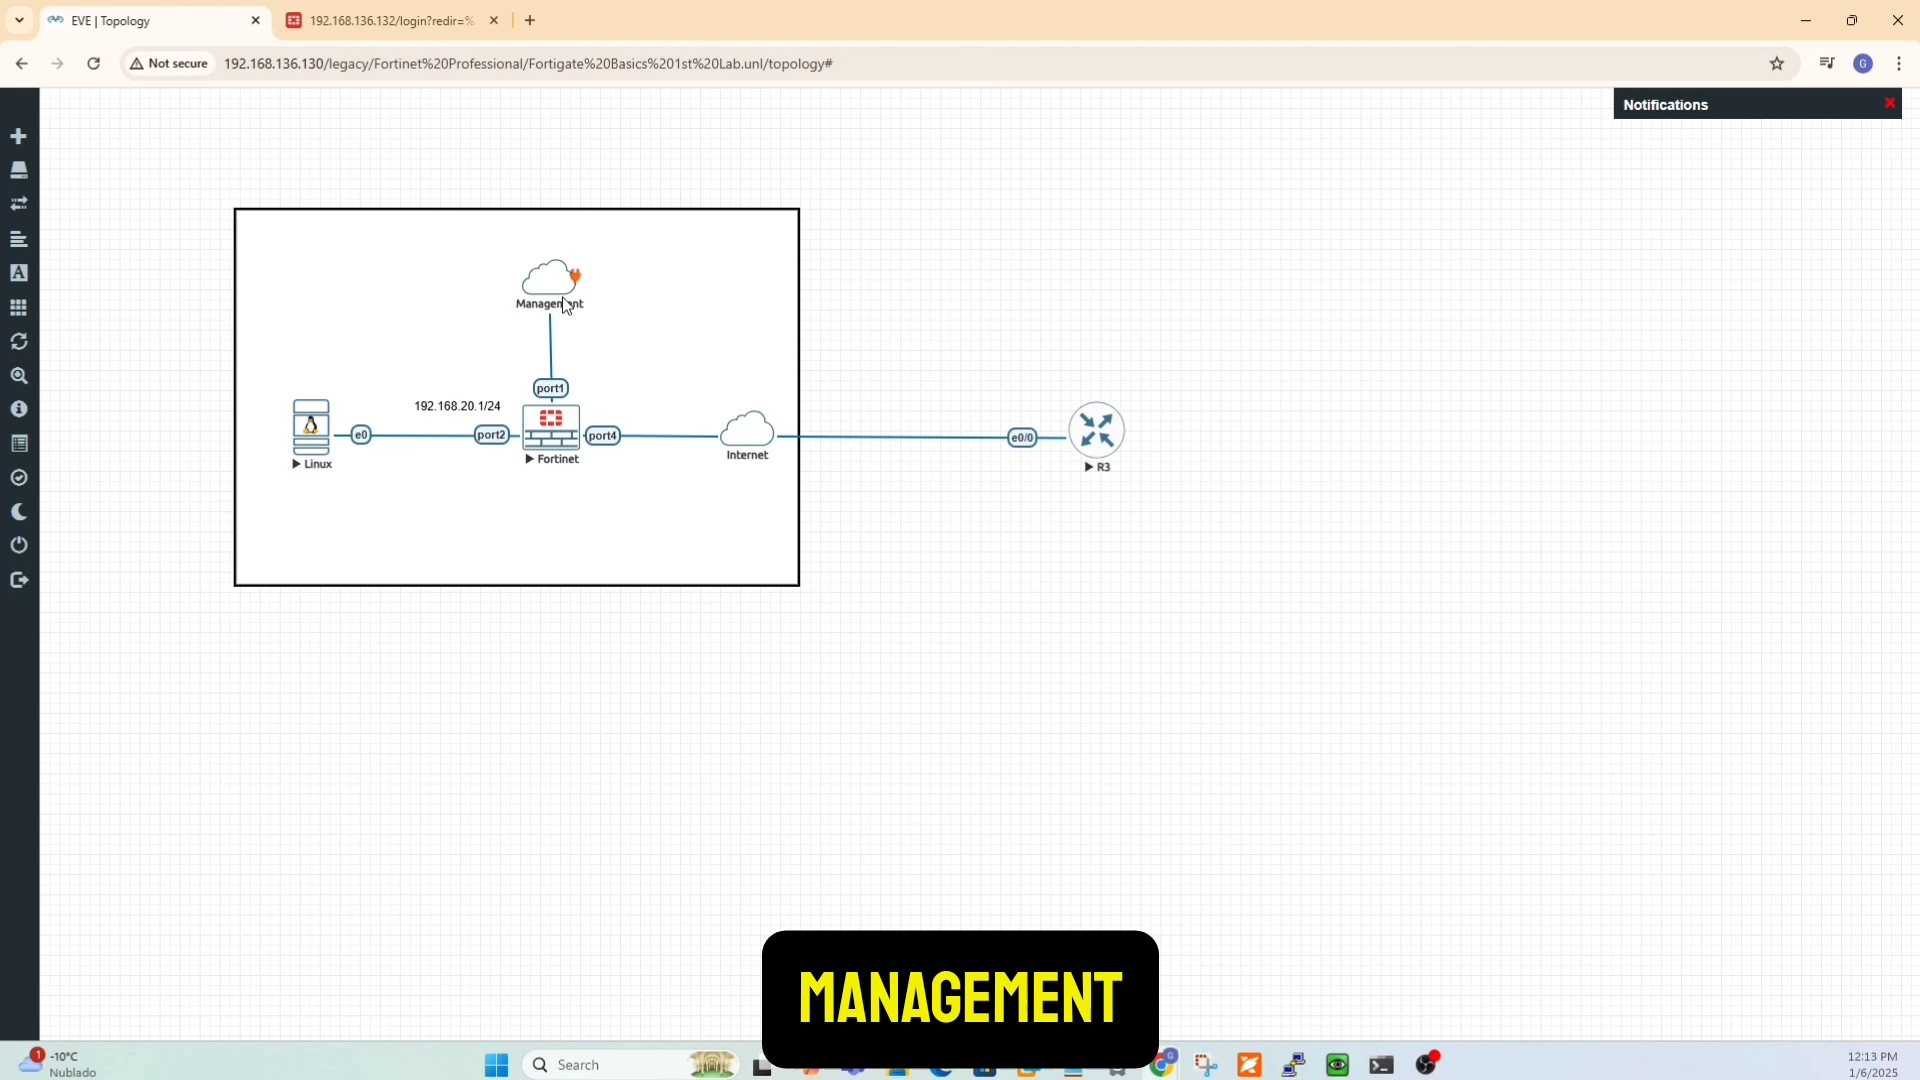 EVE | Topology
192.168.136.132/login?redir=%
Not secure
192.168.136.130/legacy/Fortinet%20Professional/Fortigate%20Basics%201st%20Lab.unl/topology#
G
Notifications
A
Management
port1
192.168.20.1/24
e0
port2
port4
e0/0
Linux
Fortinet
Internet
R3
MANAGEMENT
1
-10°C
Nublado
Search
G
12:13 PM
1/6/2025